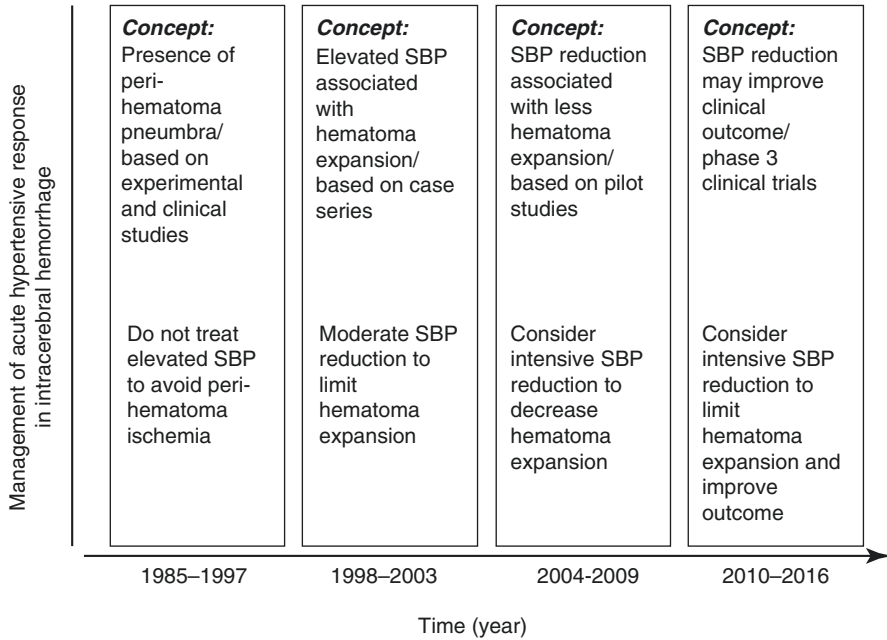 Management of acute hypertensive response
in intracerebral hemorrhage
Concept:
Presence of
peri-
hematoma
pneumbra/
based on
experimental
and clinical
studies
Do not treat
elevated SBP
to avoid peri-
hematoma
ischemia
Concept:
Elevated SBP
associated
with
hematoma
expansion/
based on case
series
Moderate SBP
reduction to
limit
hematoma
expansion
Concept:
SBP reduction
associated
with less
hematoma
expansion/
based on pilot
studies
Consider
intensive SBP
reduction to
decrease
hematoma
expansion
Concept:
SBP reduction
may improve
clinical
outcome/
phase 3
clinical trials
Consider
intensive SBP
reduction to
limit
hematoma
expansion and
improve
outcome
1985–1997
1998–2003
2004-2009
2010–2016
Time (year)